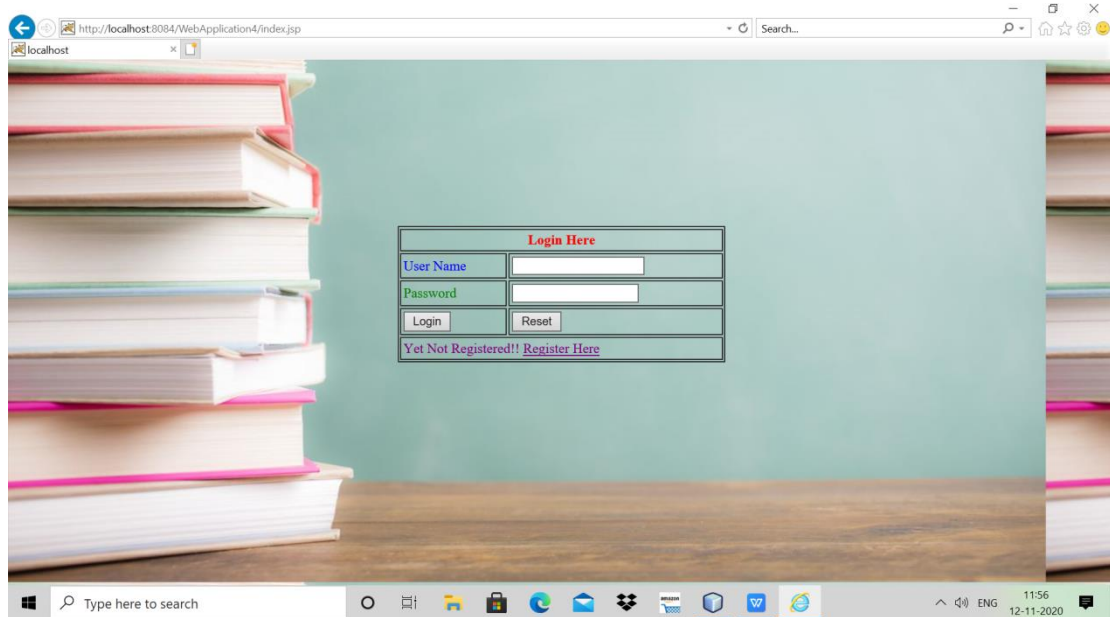 http://localhost:8084/WebApplication4/index.jsp
Search...
localhost
Login Here
User Name
Password
Login
Reset
Yet Not Registered!! Register Here
Type here to search
amazon
W
ENG
11:56
12-11-2020